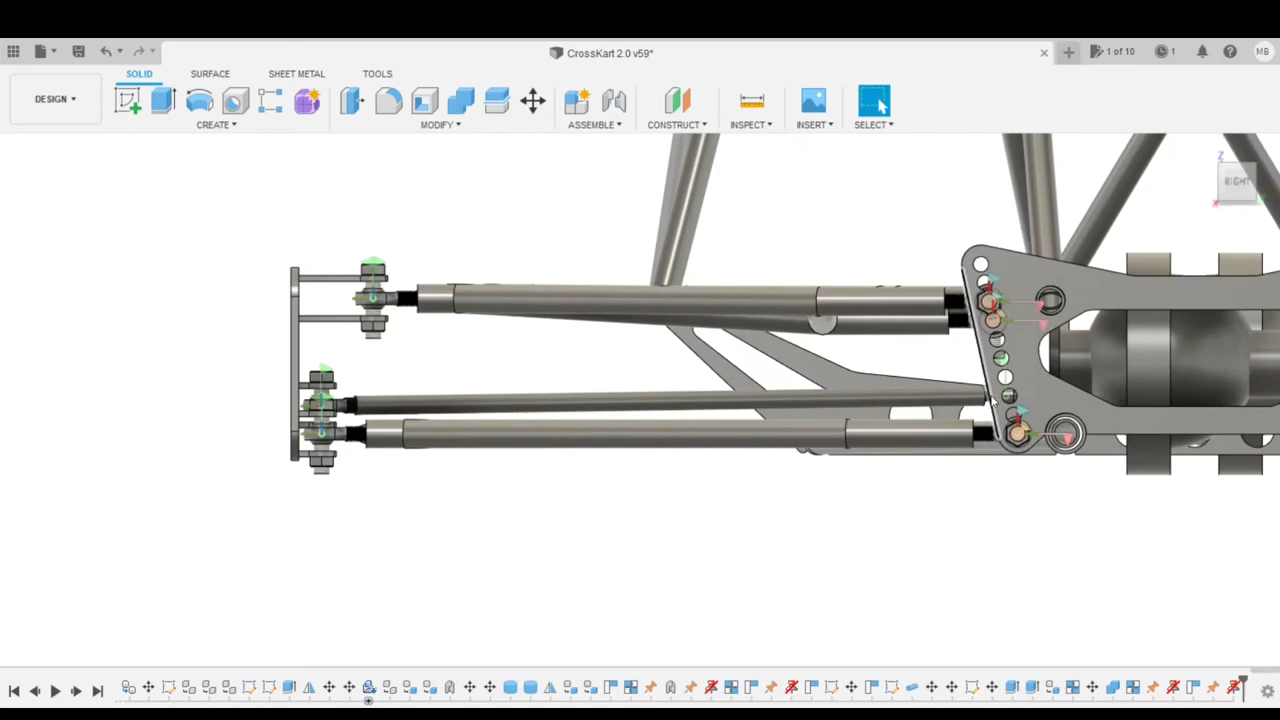 CrossKart 2.0 v59*
1 of 10
1
MB
DESIGN
SOLID
SURFACE
SHEET METAL
TOOLS
CREATE
MODIFY
ASSEMBLE
CONSTRUCT
INSPECT
INSERT
SELECT
Z
RIGHT
X